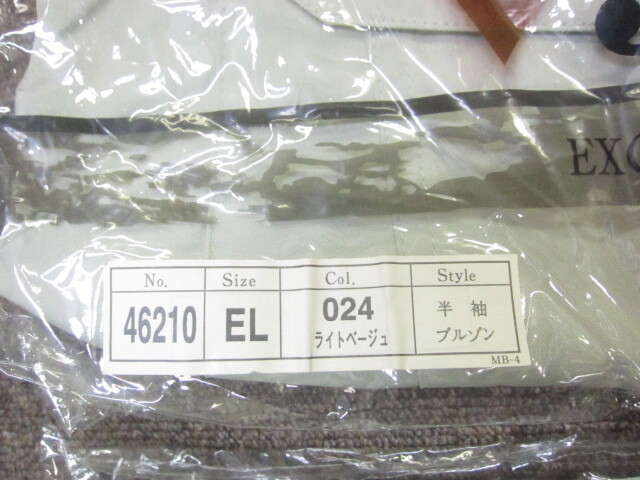 No. Size Col. Style
46210 EL 024 半袖
ライトベージュ ブルゾン
MB-4